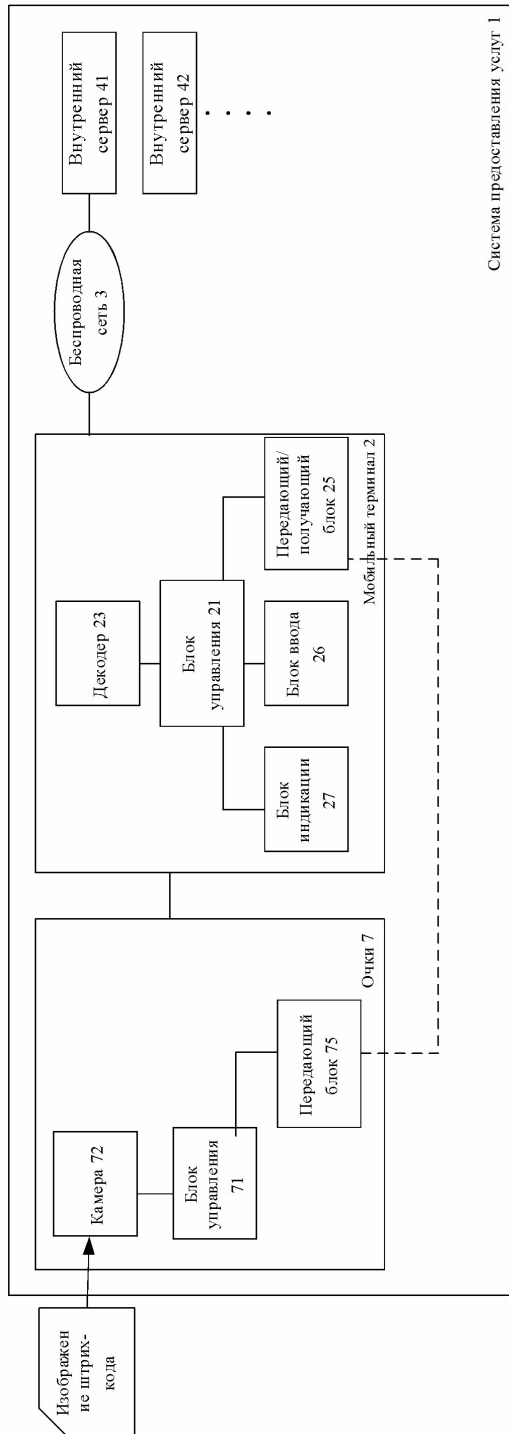 Изображен
ие штрих-
кода
Камера 72
Блок
управления
71
Передающий
блок 75
Очки 7
Декодер 23
Блок
управления 21
Блок
индикации
27
Блок ввода
26
Передающий/
получающий
блок 25
Мобильный терминал 2
Беспроводная
сеть 3
Внутренний
сервер 41
Внутренний
сервер 42
. . . .
Система предоставления услуг 1